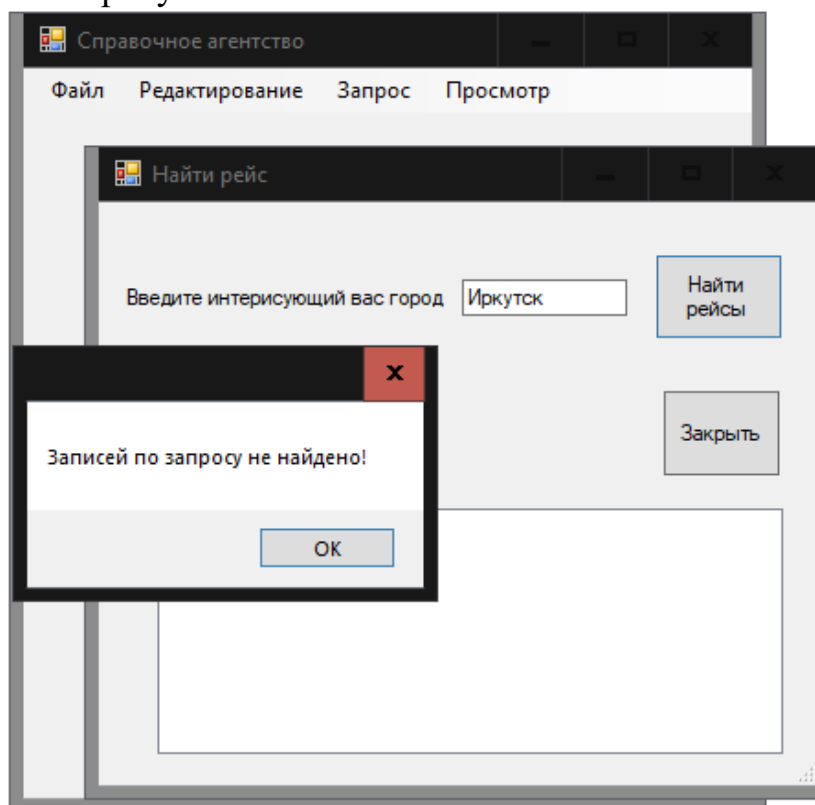 Справочное агентство
Файл Редактирование Запрос Просмотр
Найти рейс
Введите интерисующий вас город Иркутск
Найти
рейсы
Закрыть
Записей по запросу не найдено!
OK